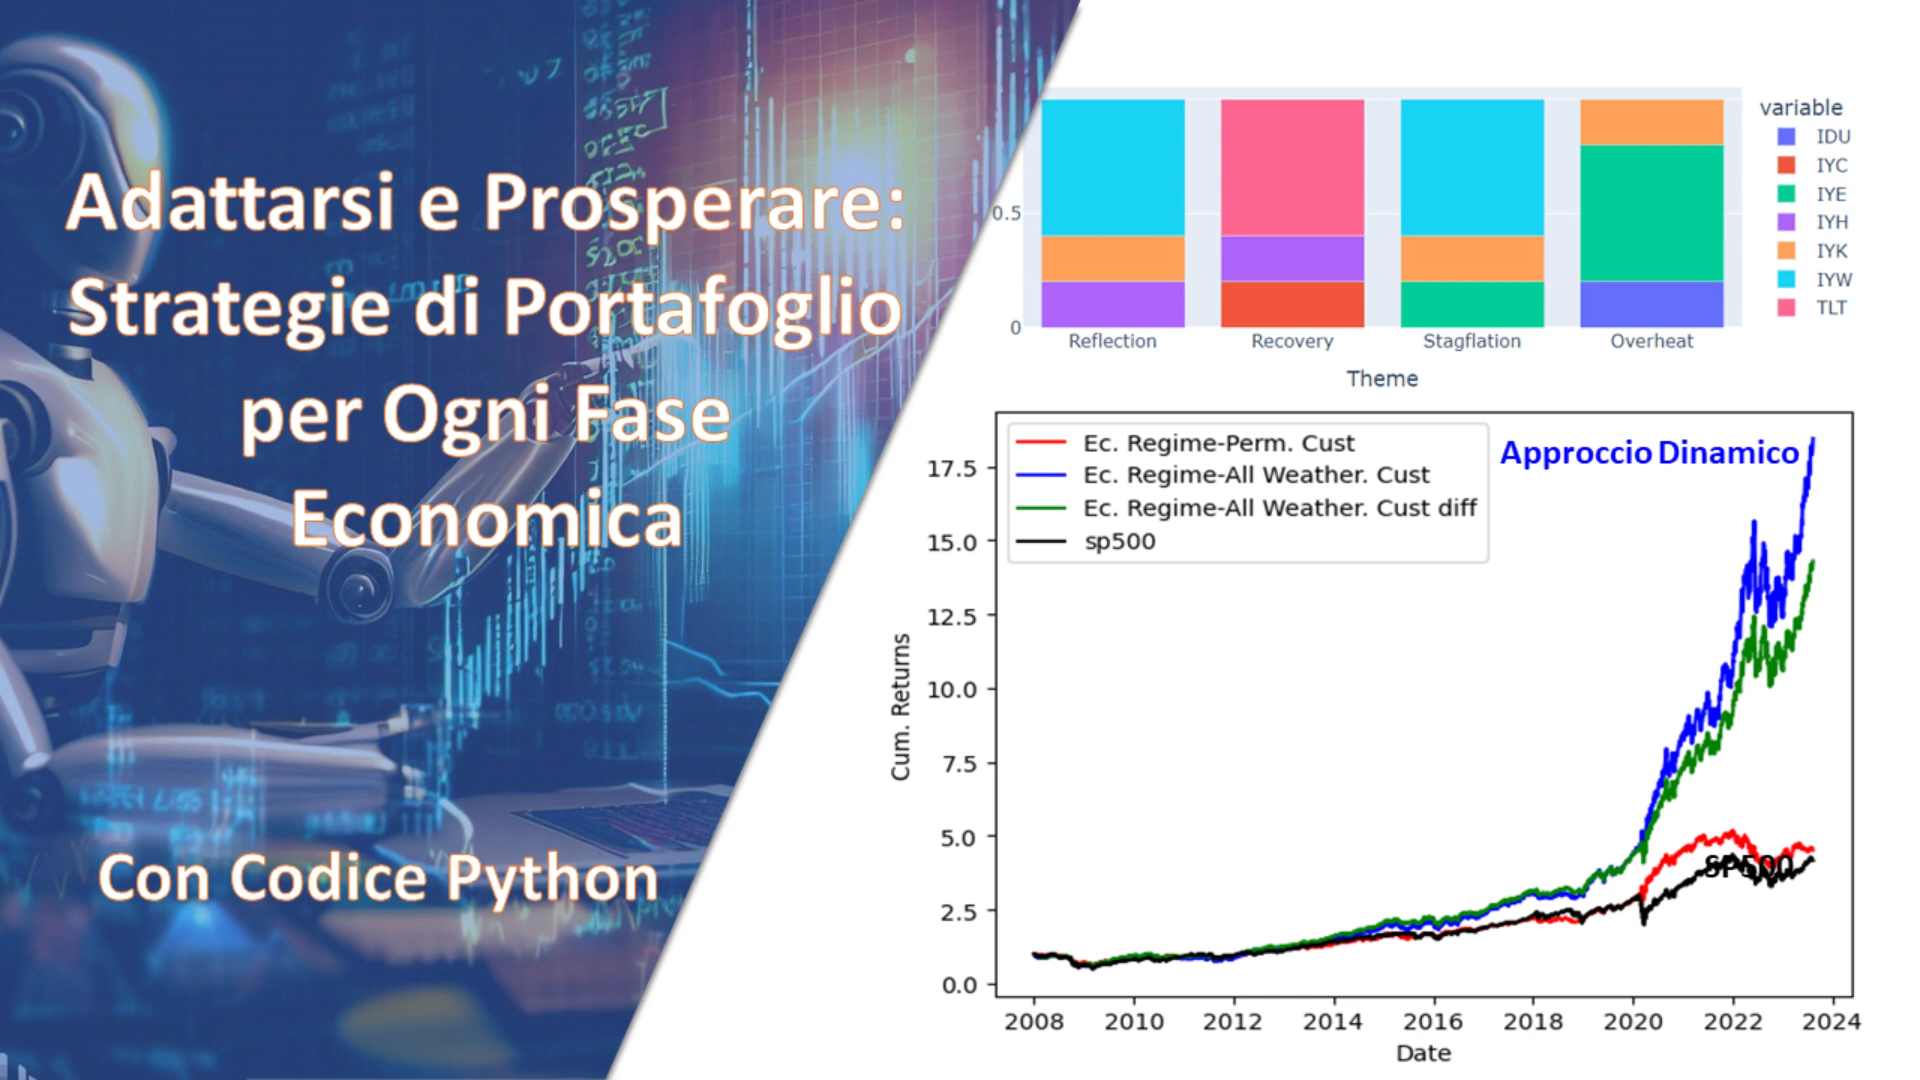 Adattarsi e Prosperare:
Strategie di Portafoglio
per Ogni Fase
Economica
Con Codice Python
0.5
0
Reflection Recovery Stagflation Overheat
Theme
variable
IDU
IYC
IYE
IYH
IYK
IYW
TLT
Ec. Regime-Perm. Cust
Ec. Regime-All Weather. Cust
Ec. Regime-All Weather. Cust diff
sp500
Approccio Dinamico
SP500
Cum. Returns
17.5
15.0
12.5
10.0
7.5
5.0
2.5
0.0
2008 2010 2012 2014 2016 2018 2020 2022 2024
Date